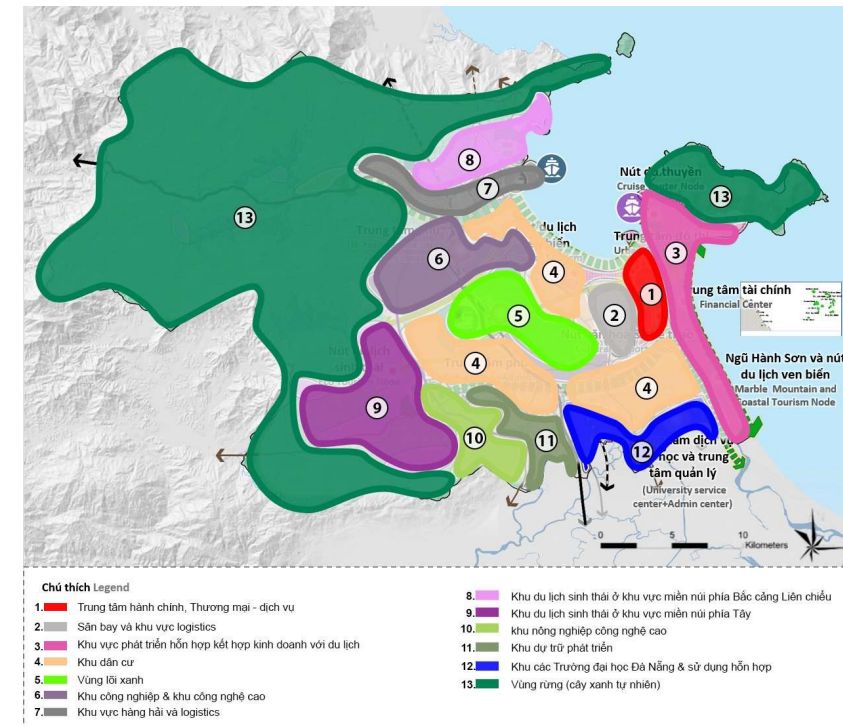 13
8
7
Nút du thuyền
Cruise Node
13
du lịch
6
4
3
1
2
5
Trung tâm tài chính
Financial Center
4
4
Ngũ Hành Sơn và nút
du lịch ven biển
Marble Mountain and
Coastal Tourism Node
9
10
11
12
học và trung
tâm quản lý
(University service
center+Admin center)
0 5 10
Kilometers
Chú thích Legend
1. Trung tâm hành chính, Thương mại - dịch vụ
2. Sân bay và khu vực logistics
3. Khu vực phát triển hỗn hợp kết hợp kinh doanh với du lịch
4. Khu dân cư
5. Vùng lõi xanh
6. Khu công nghiệp & khu công nghệ cao
7. Khu vực hàng hải và logistics
8. Khu du lịch sinh thái ở khu vực miền núi phía Bắc cảng Liên chiểu
9. Khu du lịch sinh thái ở khu vực miền núi phía Tây
10. khu nông nghiệp công nghệ cao
11. Khu dự trữ phát triển
12. Khu các Trường đại học Đà Nẵng & sử dụng hỗn hợp
13. Vùng rừng (cây xanh tự nhiên)